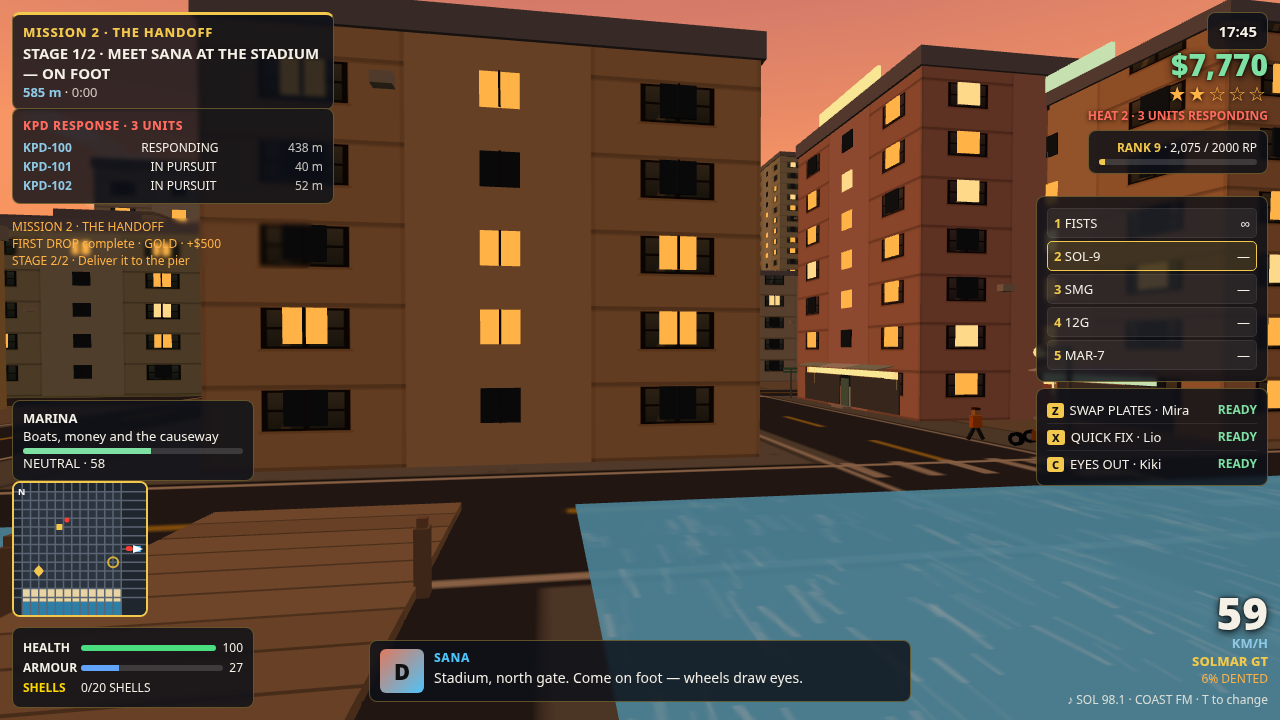 MISSION 2 · THE HANDOFF
STAGE 1/2 · MEET SANA AT THE STADIUM
— ON FOOT
585 m · 0:00
KPD RESPONSE · 3 UNITS
KPD-100 RESPONDING 438 m
KPD-101 IN PURSUIT 40 m
KPD-102 IN PURSUIT 52 m
MISSION 2 · THE HANDOFF
FIRST DROP complete · GOLD · +$500
STAGE 2/2 · Deliver it to the pier
MARINA
Boats, money and the causeway
NEUTRAL · 58
N
HEALTH 100
ARMOUR 27
SHELLS 0/20 SHELLS
D
SANA
Stadium, north gate. Come on foot — wheels draw eyes.
17:45
$7,770
★★☆☆☆
HEAT 2 · 3 UNITS RESPONDING
RANK 9 · 2,075 / 2000 RP
1 FISTS ∞
2 SOL-9 —
3 SMG —
4 12G —
5 MAR-7 —
Z SWAP PLATES · Mira READY
X QUICK FIX · Lio READY
C EYES OUT · Kiki READY
59
KM/H
SOLMAR GT
6% DENTED
♪ SOL 98.1 · COAST FM · T to change